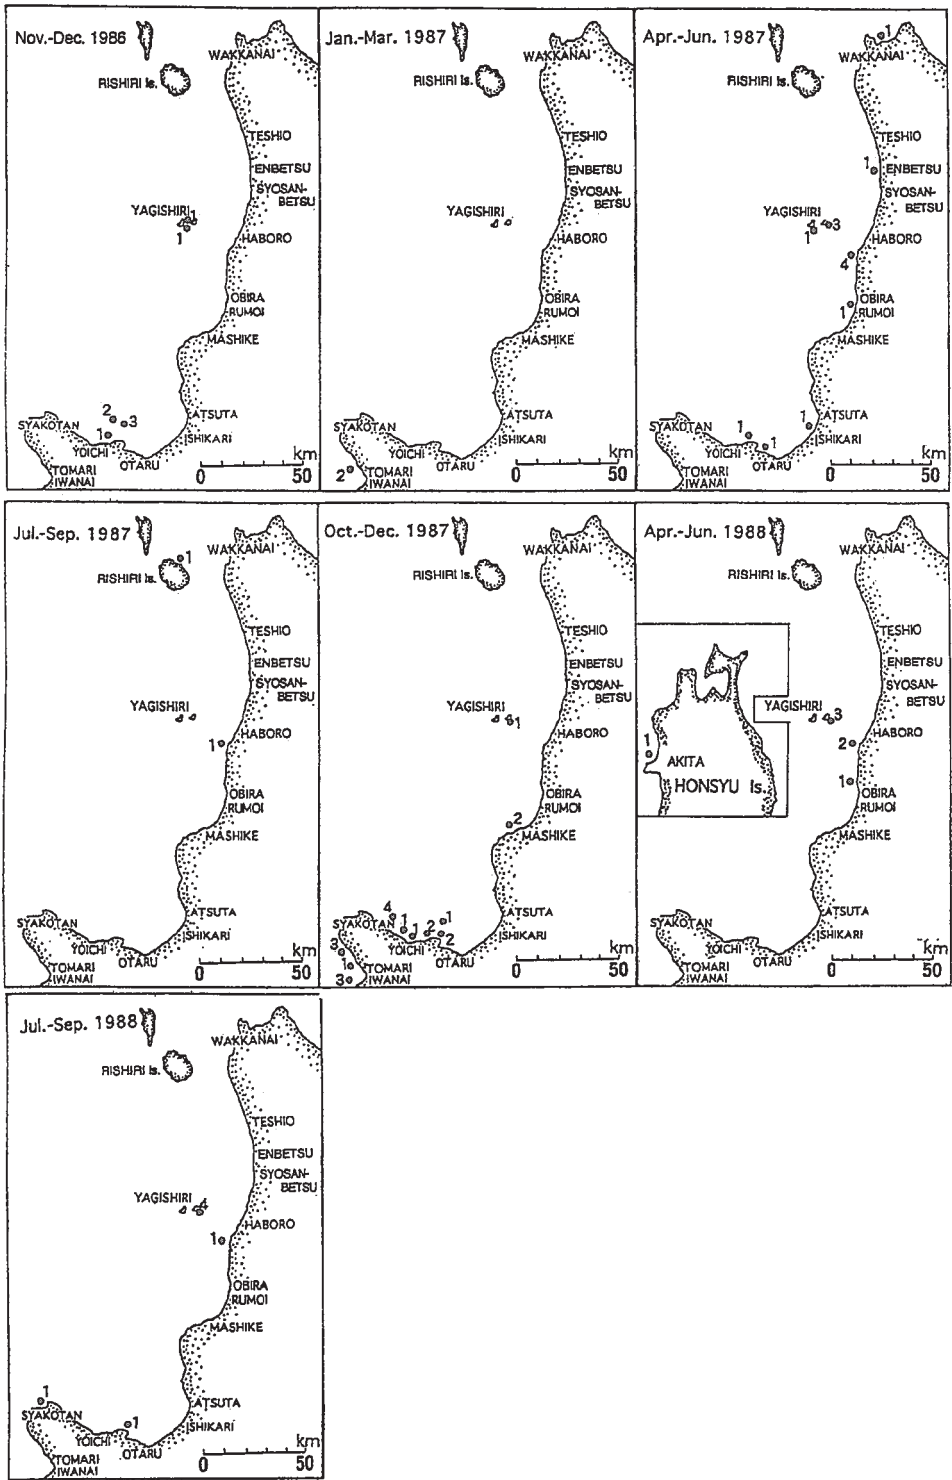 Nov.-Dec. 1986
WAKKANAI
RISHIRI Is.
TESHIO
ENBETSU
SYOSAN-
BETSU
YAGISHIRI
1
1
HABORO
OBIRA
RUMOI
MASHIKE
2
3
ATSUTA
SYAKOTAN
1
ISHIKARI
YOICHI
OTARU
km
TOMARI
IWANAI
0
50
Jan.-Mar. 1987
WAKKANAI
RISHIRI Is.
TESHIO
ENBETSU
SYOSAN-
BETSU
YAGISHIRI
HABORO
OBIRA
RUMOI
MASHIKE
ATSUTA
SYAKOTAN
ISHIKARI
YOICHI
OTARU
km
2
TOMARI
IWANAI
0
50
Apr.-Jun. 1987
1
WAKKANAI
RISHIRI Is.
TESHIO
1
ENBETSU
SYOSAN-
BETSU
YAGISHIRI
3
1
HABORO
4
OBIRA
1
RUMOI
MASHIKE
ATSUTA
1
SYAKOTAN
1
1
ISHIKARI
YOICHI
OTARU
km
TOMARI
IWANAI
0
50
Jul.-Sep. 1987
WAKKANAI
1
RISHIRI Is.
TESHIO
ENBETSU
SYOSAN-
BETSU
YAGISHIRI
HABORO
1
OBIRA
RUMOI
MASHIKE
ATSUTA
SYAKOTAN
ISHIKARI
YOICHI
OTARU
km
TOMARI
IWANAI
0
50
Oct.-Dec. 1987
WAKKANAI
RISHIRI Is.
TESHIO
ENBETSU
SYOSAN-
BETSU
YAGISHIRI
1
HABORO
OBIRA
RUMOI
2
MASHIKE
4
ATSUTA
SYAKOTAN
1
1
2
1
2
ISHIKARI
YOICHI
OTARU
3
1
3
km
TOMARI
IWANAI
0
50
Apr.-Jun. 1988
WAKKANAI
RISHIRI Is.
TESHIO
ENBETSU
SYOSAN-
BETSU
YAGISHIRI
3
HABORO
2
1
AKITA
HONSYU Is.
1
OBIRA
RUMOI
MASHIKE
ATSUTA
SYAKOTAN
ISHIKARI
YOICHI
OTARU
km
TOMARI
IWANAI
0
50
Jul.-Sep. 1988
WAKKANAI
RISHIRI Is.
TESHIO
ENBETSU
SYOSAN-
BETSU
YAGISHIRI
4
HABORO
1
OBIRA
RUMOI
MASHIKE
1
ATSUTA
SYAKOTAN
1
ISHIKARI
YOICHI
OTARU
km
TOMARI
IWANAI
0
50